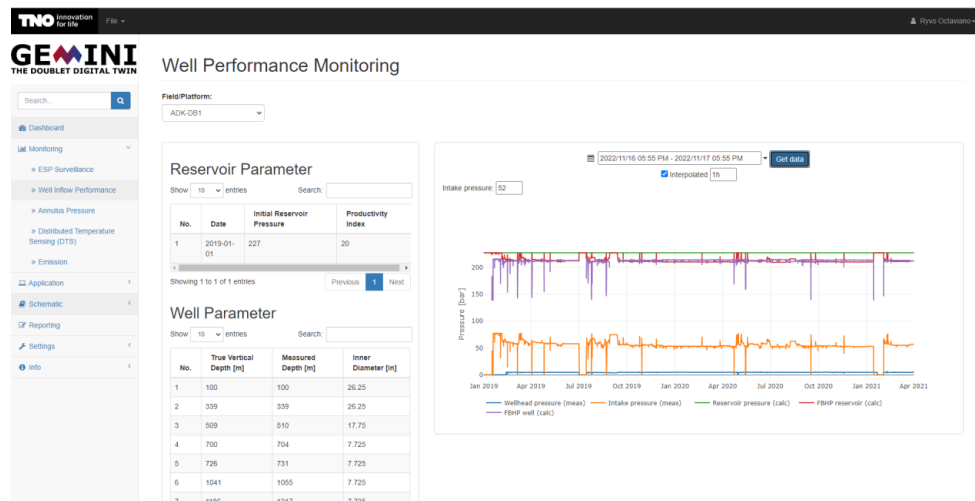 TNO innovation for life File Ryvo Octaviano
GEMINI
THE DOUBLET DIGITAL TWIN
Search...
Dashboard
Monitoring
» ESP Surveillance
» Well Inflow Performance
» Annulus Pressure
» Distributed Temperature
Sensing (DTS)
» Emission
Application
Schematic
Reporting
Settings
Info
Well Performance Monitoring
Field/Platform:
ADK-DB1
Reservoir Parameter
Show 10 entries Search:
No. Date Initial Reservoir Pressure Productivity Index
1 2019-01-01 227 20
Showing 1 to 1 of 1 entries Previous 1 Next
Well Parameter
Show 10 entries Search:
No. True Vertical Depth [m] Measured Depth [m] Inner Diameter [in]
1 100 100 26.25
2 339 339 26.25
3 509 510 17.75
4 700 704 7.725
5 726 731 7.725
6 1041 1055 7.725
2022/11/16 05:55 PM - 2022/11/17 05:55 PM Get data
Interpolated 1h
Intake pressure: 52
Pressure [bar]
200
150
100
50
0
Jan 2019 Apr 2019 Jul 2019 Oct 2019 Jan 2020 Apr 2020 Jul 2020 Oct 2020 Jan 2021 Apr 2021
Wellhead pressure (meas) Intake pressure (meas) Reservoir pressure (calc) FBHP reservoir (calc)
FBHP well (calc)